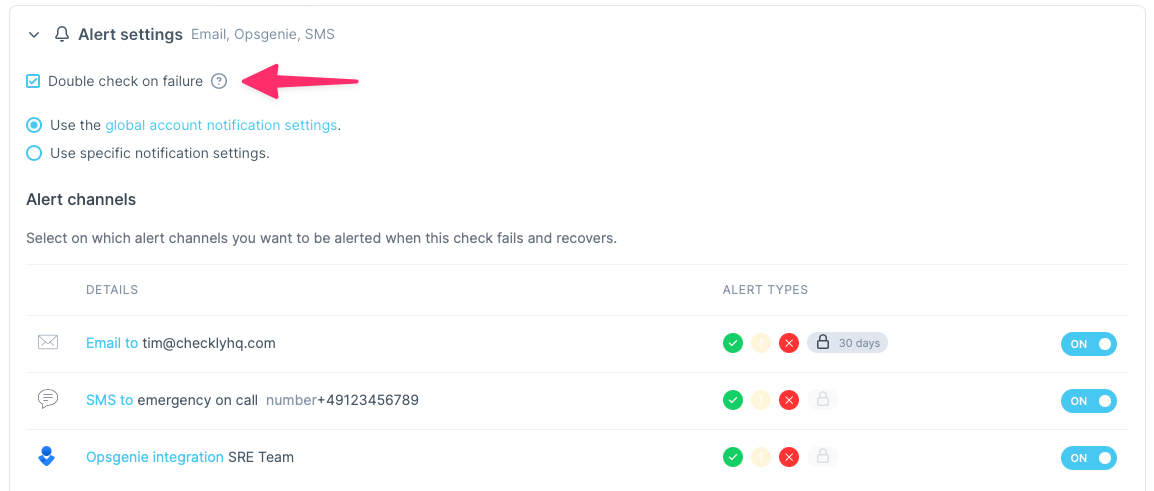 Alert settings Email, Opsgenie, SMS
Double check on failure ?
Use the global account notification settings.
Use specific notification settings.
Alert channels
Select on which alert channels you want to be alerted when this check fails and recovers.
DETAILS ALERT TYPES
Email to tim@checklyhq.com 30 days ON
SMS to emergency on call number+49123456789 ON
Opsgenie integration SRE Team ON